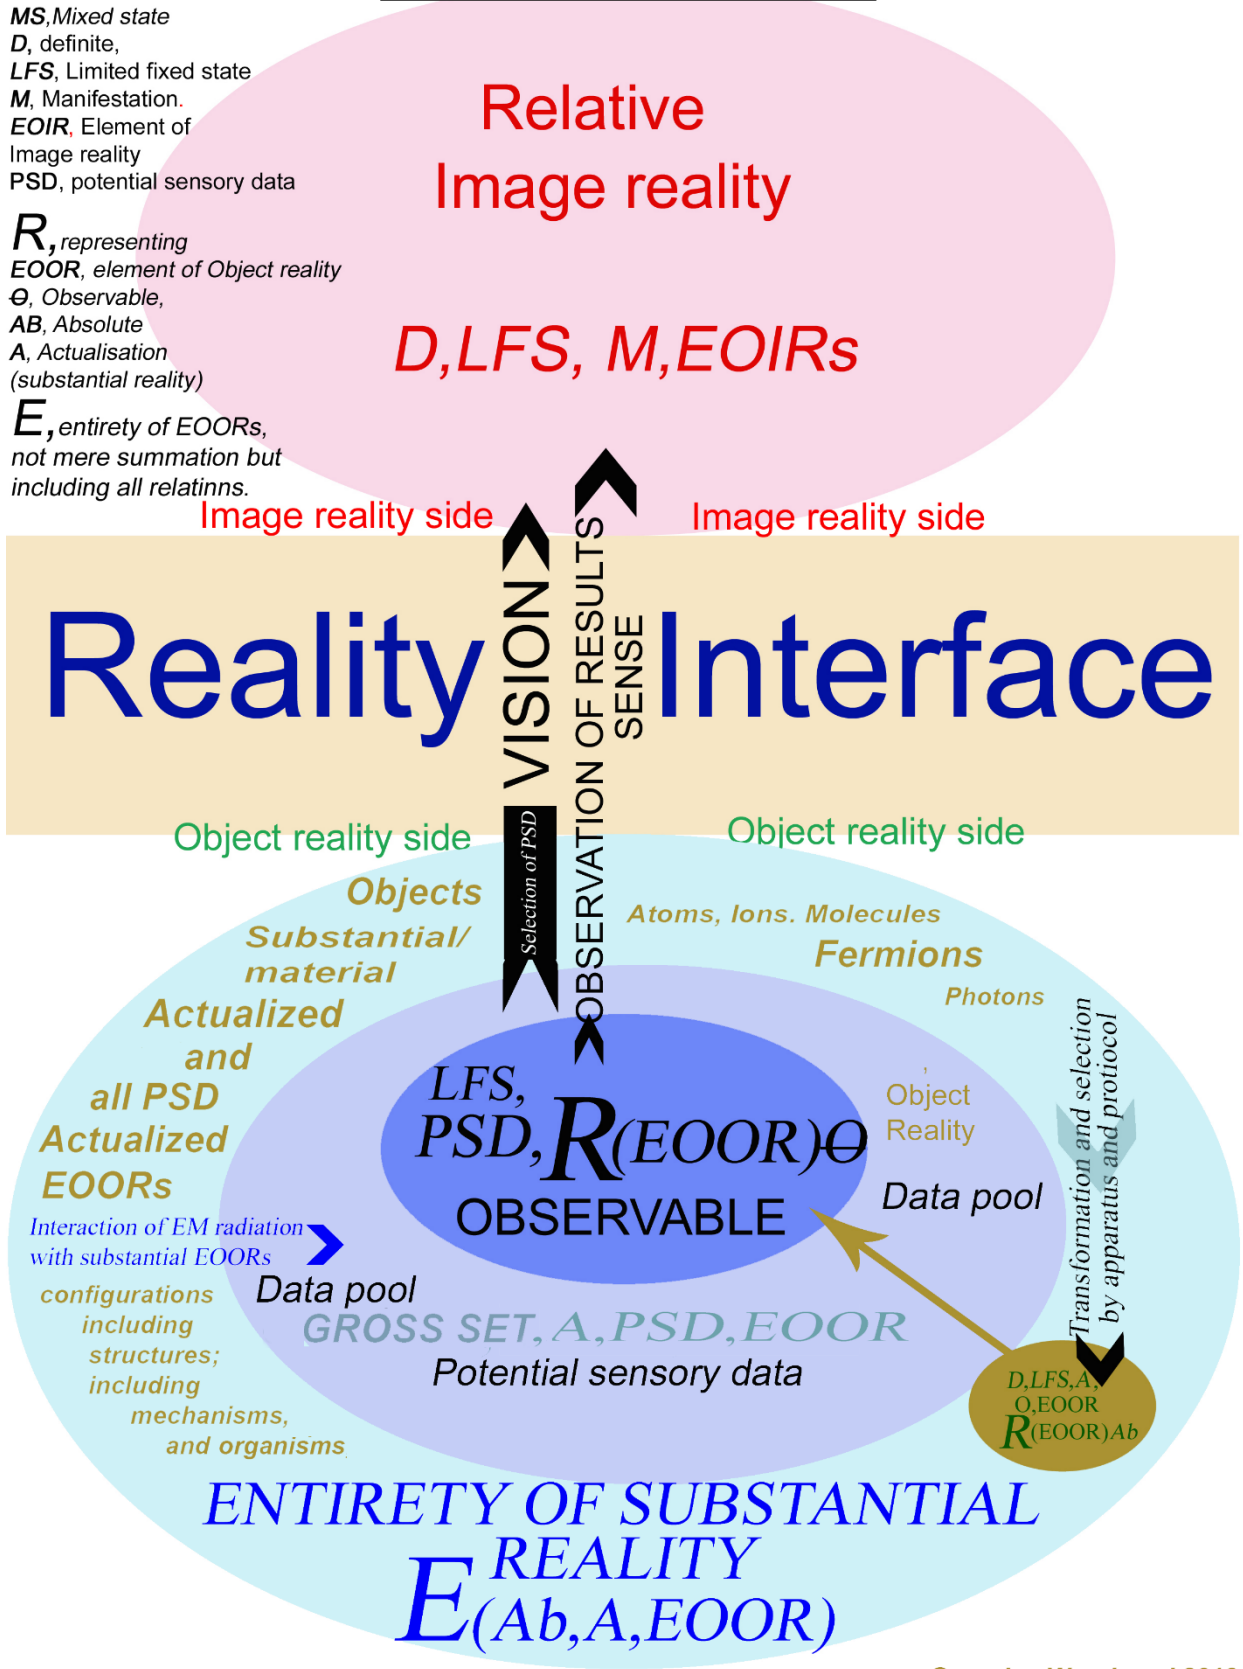 MS,Mixed state
D, definite,
LFS, Limited fixed state
M, Manifestation.
EOIR, Element of
Image reality
PSD, potential sensory data
R, representing
EOOR, element of Object reality
O, Observable,
AB, Absolute
A, Actualisation
(substantial reality)
E, entirety of EOORs,
not mere summation but
including all relatinns.
Relative
Image reality
D,LFS, M,EOIRs
Image reality side
Image reality side
Reality
Interface
VISION
OBSERVATION OF RESULTS
SENSE
Selection of PSD
Object reality side
Object reality side
Objects
Substantial/
material
Actualized
and
all PSD
Actualized
EOORs
Interaction of EM radiation
with substantial EOORs
configurations
including
structures;
including
mechanisms,
and organisms
Atoms, Ions. Molecules
Fermions
Photons
Transformation and selection
by apparatus and protiocol
,
Object
Reality
Data pool
LFS,
PSD, R(EOOR)O
OBSERVABLE
Data pool
GROSS SET, A, PSD, EOOR
Potential sensory data
D,LFS,A,
O,EOOR
R(EOOR)Ab
ENTIRETY OF SUBSTANTIAL
REALITY
E(Ab,A,EOOR)